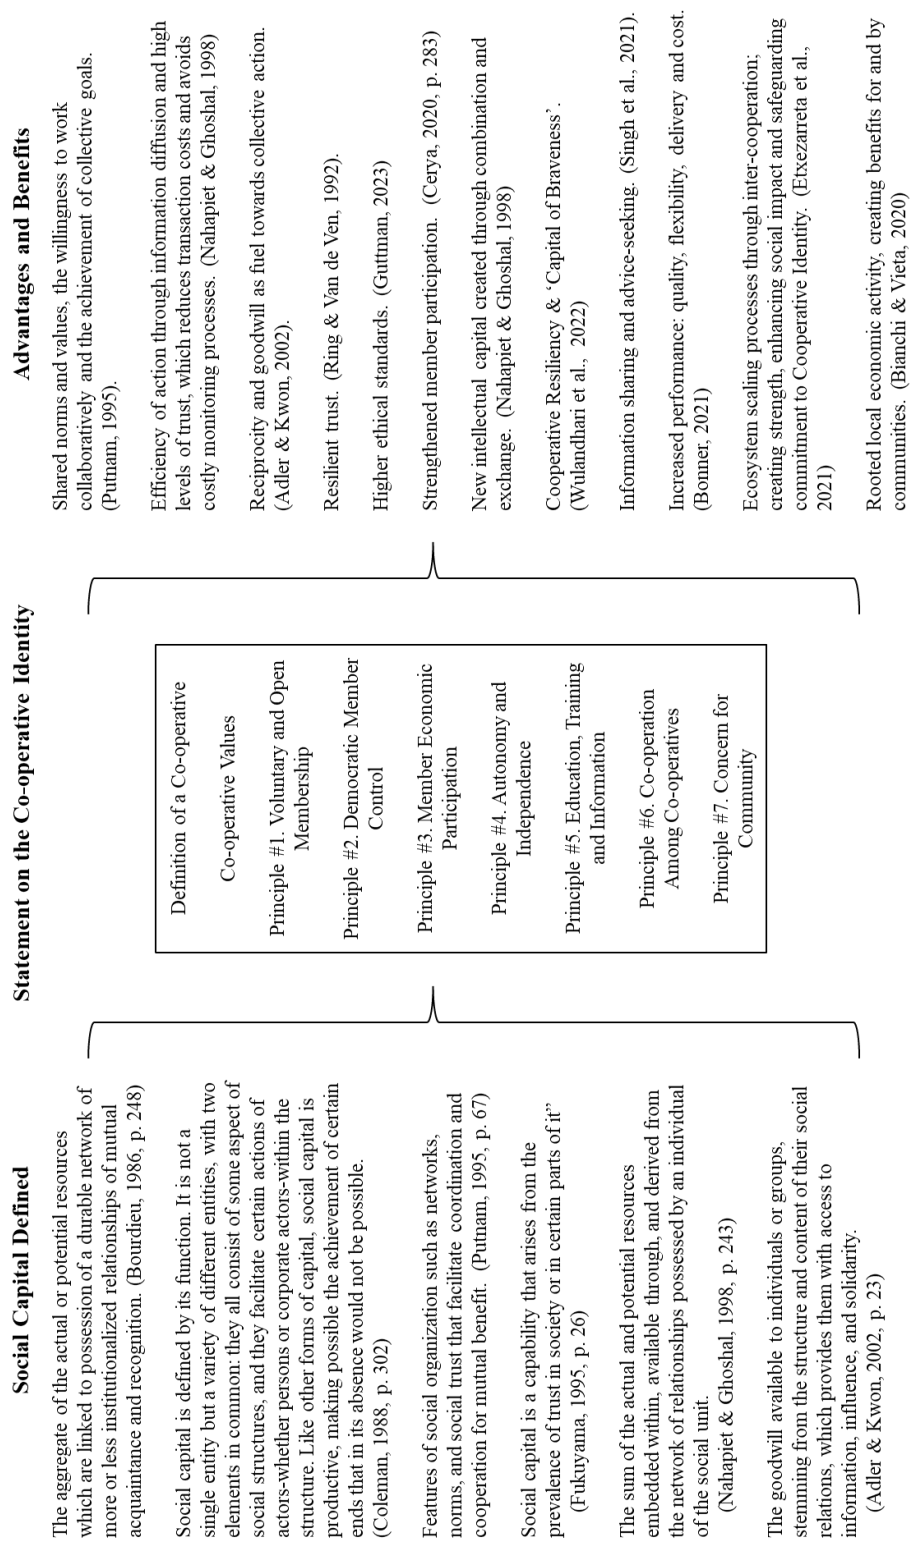 Social Capital Defined
The aggregate of the actual or potential resources
which are linked to possession of a durable network of
more or less institutionalized relationships of mutual
acquaintance and recognition. (Bourdieu, 1986, p. 248)
Social capital is defined by its function. It is not a
single entity but a variety of different entities, with two
elements in common: they all consist of some aspect of
social structures, and they facilitate certain actions of
actors-whether persons or corporate actors-within the
structure. Like other forms of capital, social capital is
productive, making possible the achievement of certain
ends that in its absence would not be possible.
(Coleman, 1988, p. 302)
Features of social organization such as networks,
norms, and social trust that facilitate coordination and
cooperation for mutual benefit. (Putnam, 1995, p. 67)
Social capital is a capability that arises from the
prevalence of trust in society or in certain parts of it”
(Fukuyama, 1995, p. 26)
The sum of the actual and potential resources
embedded within, available through, and derived from
the network of relationships possessed by an individual
of the social unit.
(Nahapiet & Ghoshal, 1998, p. 243)
The goodwill available to individuals or groups,
stemming from the structure and content of their social
relations, which provides them with access to
information, influence, and solidarity.
(Adler & Kwon, 2002, p. 23)
Statement on the Co-operative Identity
Definition of a Co-operative
Co-operative Values
Principle #1. Voluntary and Open
Membership
Principle #2. Democratic Member
Control
Principle #3. Member Economic
Participation
Principle #4. Autonomy and
Independence
Principle #5. Education, Training
and Information
Principle #6. Co-operation
Among Co-operatives
Principle #7. Concern for
Community
Advantages and Benefits
Shared norms and values, the willingness to work
collaboratively and the achievement of collective goals.
(Putnam, 1995).
Efficiency of action through information diffusion and high
levels of trust, which reduces transaction costs and avoids
costly monitoring processes. (Nahapiet & Ghoshal, 1998)
Reciprocity and goodwill as fuel towards collective action.
(Adler & Kwon, 2002).
Resilient trust. (Ring & Van de Ven, 1992).
Higher ethical standards. (Guttman, 2023)
Strengthened member participation. (Cerya, 2020, p. 283)
New intellectual capital created through combination and
exchange. (Nahapiet & Ghoshal, 1998)
Cooperative Resiliency & ‘Capital of Braveness’.
(Wulandhari et al., 2022)
Information sharing and advice-seeking. (Singh et al., 2021).
Increased performance: quality, flexibility, delivery and cost.
(Bonner, 2021)
Ecosystem scaling processes through inter-cooperation;
creating strength, enhancing social impact and safeguarding
commitment to Cooperative Identity. (Etxezarreta et al.,
2021)
Rooted local economic activity, creating benefits for and by
communities. (Bianchi & Vieta, 2020)